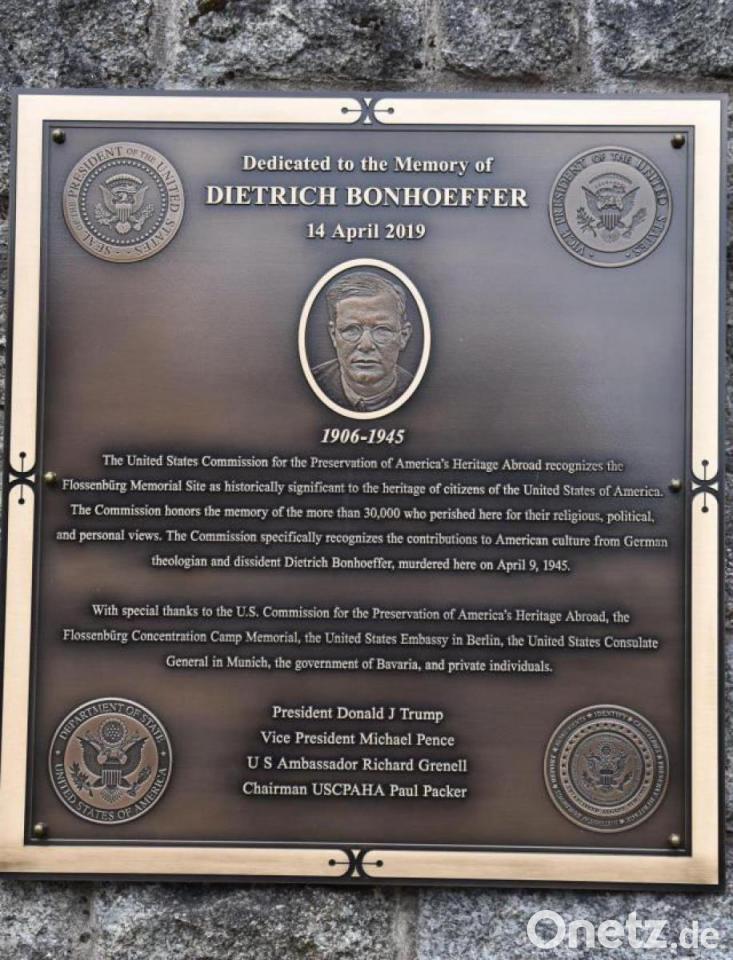 Dedicated to the Memory of
DIETRICH BONHOEFFER
14 April 2019
SEAL OF THE PRESIDENT OF THE UNITED STATES
VICE PRESIDENT OF THE UNITED STATES
1906-1945
The United States Commission for the Preservation of America's Heritage Abroad recognizes the
Flossenbürg Memorial Site as historically significant to the heritage of citizens of the United States of America.
The Commission honors the memory of the more than 30,000 who perished here for their religious, political,
and personal views. The Commission specifically recognizes the contributions to American culture from German
theologian and dissident Dietrich Bonhoeffer, murdered here on April 9, 1945.
With special thanks to the U.S. Commission for the Preservation of America's Heritage Abroad, the
Flossenbürg Concentration Camp Memorial, the United States Embassy in Berlin, the United States Consulate
General in Munich, the government of Bavaria, and private individuals.
DEPARTMENT OF STATE
UNITED STATES OF AMERICA
President Donald J Trump
Vice President Michael Pence
U S Ambassador Richard Grenell
Chairman USCPAHA Paul Packer
Onetz.de